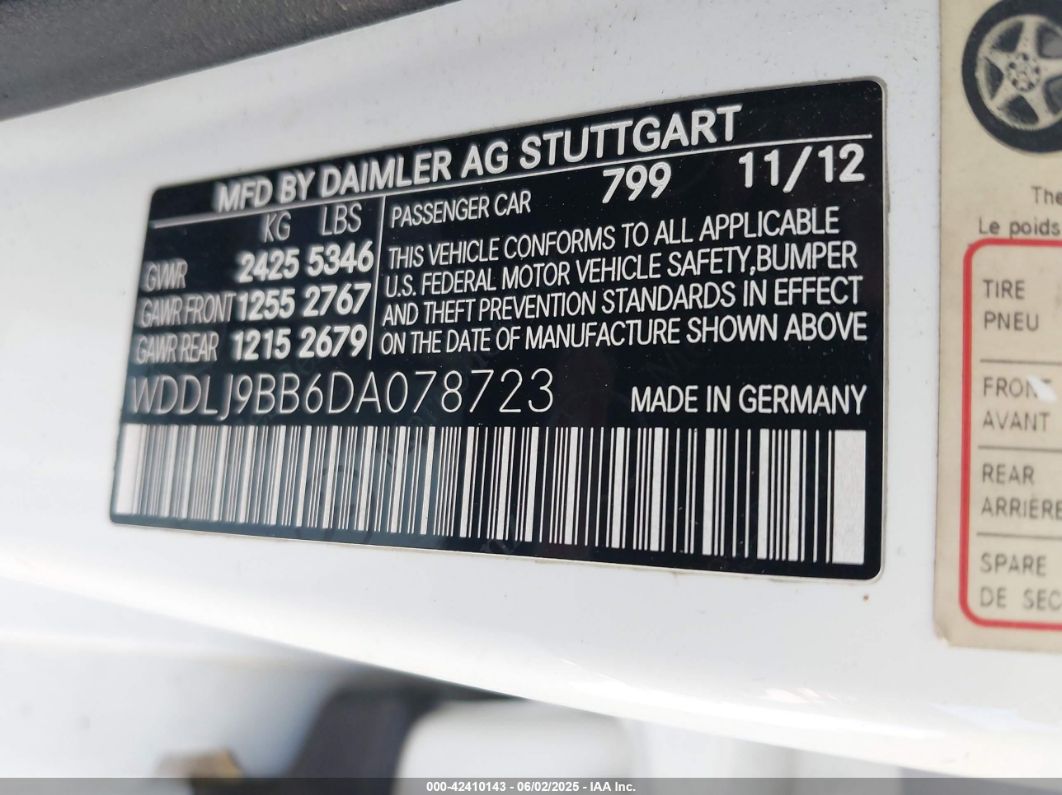 MFD BY DAIMLER AG STUTTGART
KG LBS
PASSENGER CAR 799 11/12
GVWR 2425 5346
GAWR FRONT 1255 2767
GAWR REAR 1215 2679
THIS VEHICLE CONFORMS TO ALL APPLICABLE
U.S. FEDERAL MOTOR VEHICLE SAFETY,BUMPER
AND THEFT PREVENTION STANDARDS IN EFFECT
ON THE DATE OF MANUFACTURE SHOWN ABOVE
WDDLJ9BB6DA078723
MADE IN GERMANY
The
Le poids
TIRE
PNEU
AVANT
REAR
SPARE
DE
000-42410143 - 06/02/2025 - IAA Inc.